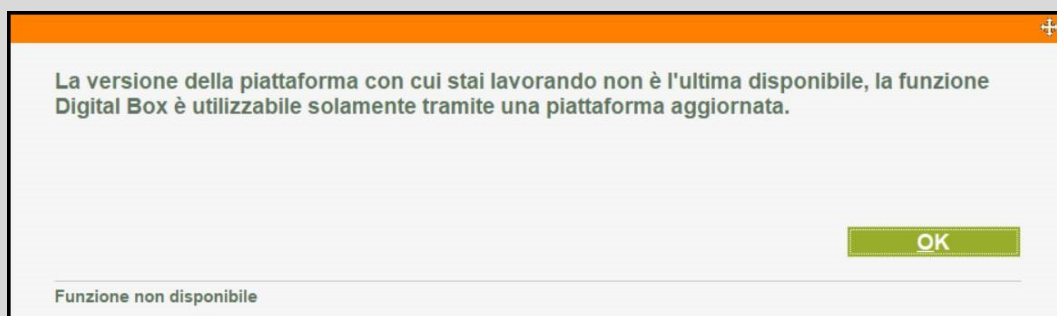 La versione della piattaforma con cui stai lavorando non è l'ultima disponibile, la funzione
Digital Box è utilizzabile solamente tramite una piattaforma aggiornata.
OK
Funzione non disponibile